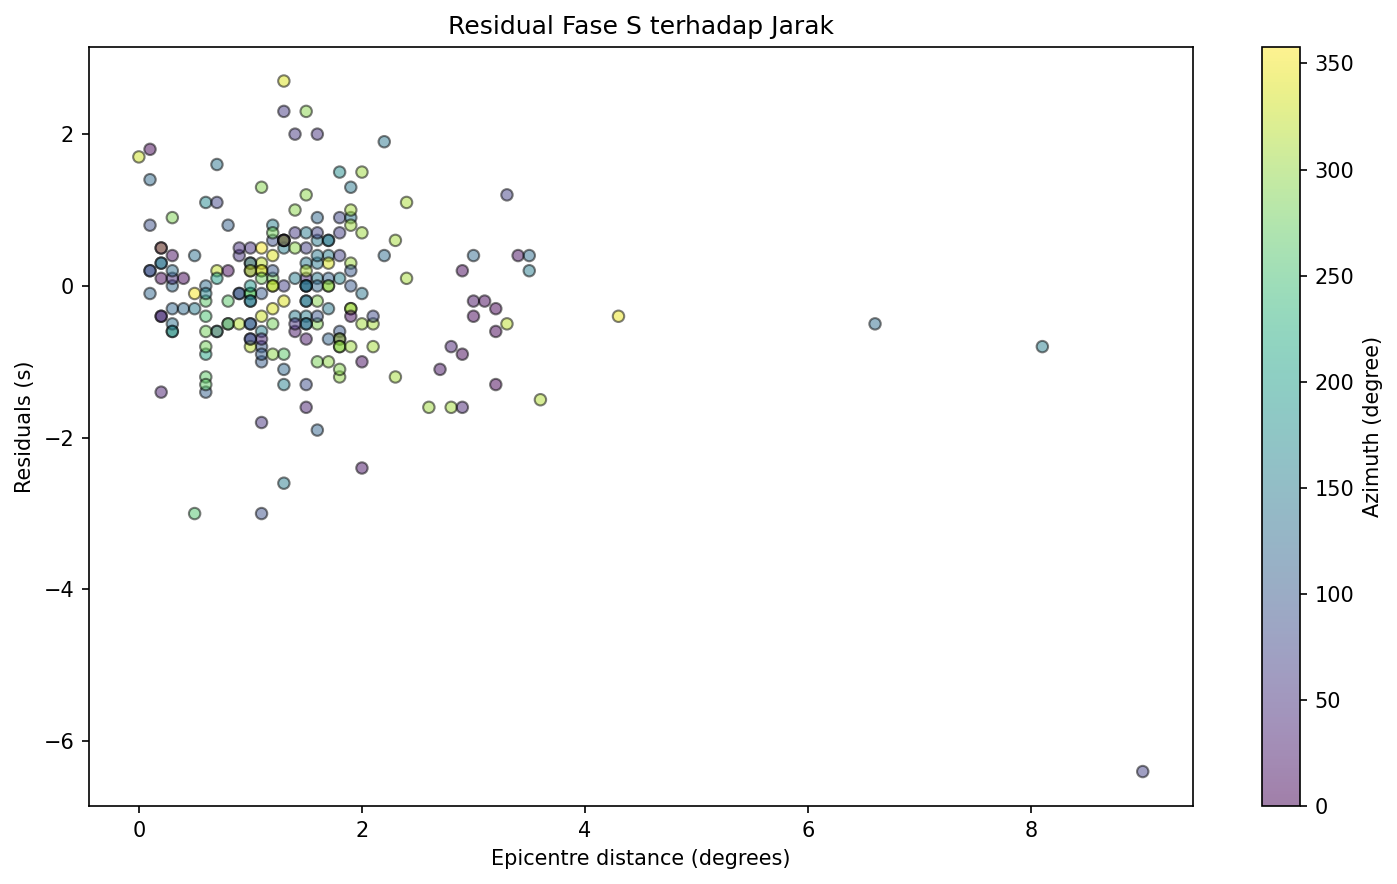 Residual Fase S terhadap Jarak
Residuals (s)
2
0
−2
−4
−6
0 2 4 6 8
Epicentre distance (degrees)
350
300
250
200
150
100
50
0
Azimuth (degree)